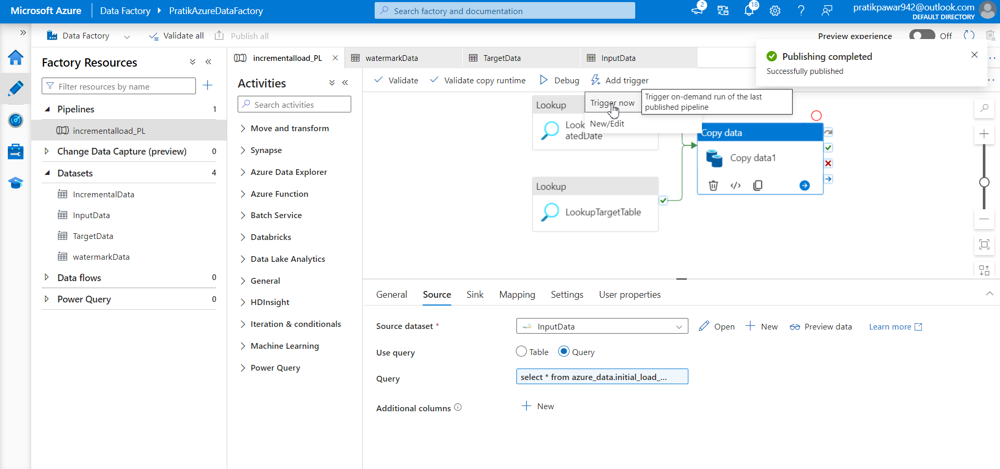 Microsoft Azure
Data Factory
PratikAzureDataFactory
Search factory and documentation
2
18
pratikpawar942@outlook.com
DEFAULT DIRECTORY
Data Factory
Validate all
Publish all
Preview experience
Off
Publishing completed
Successfully published
Factory Resources
Filter resources by name
Pipelines
1
incrementalload_PL
Change Data Capture (preview)
0
Datasets
4
IncrementalData
InputData
TargetData
watermarkData
Data flows
0
Power Query
0
incrementalload_PL
watermarkData
TargetData
InputData
Activities
Search activities
Move and transform
Synapse
Azure Data Explorer
Azure Function
Batch Service
Databricks
Data Lake Analytics
General
HDInsight
Iteration & conditionals
Machine Learning
Power Query
Validate
Validate copy runtime
Debug
Add trigger
Trigger now
New/Edit
Trigger on-demand run of the last
published pipeline
Lookup
Look
atedDate
Lookup
LookupTargetTable
Copy data
Copy data1
General
Source
Sink
Mapping
Settings
User properties
Source dataset *
InputData
Open
New
Preview data
Learn more
Use query
Table
Query
Query
select * from azure_data.initial_load_...
Additional columns
New